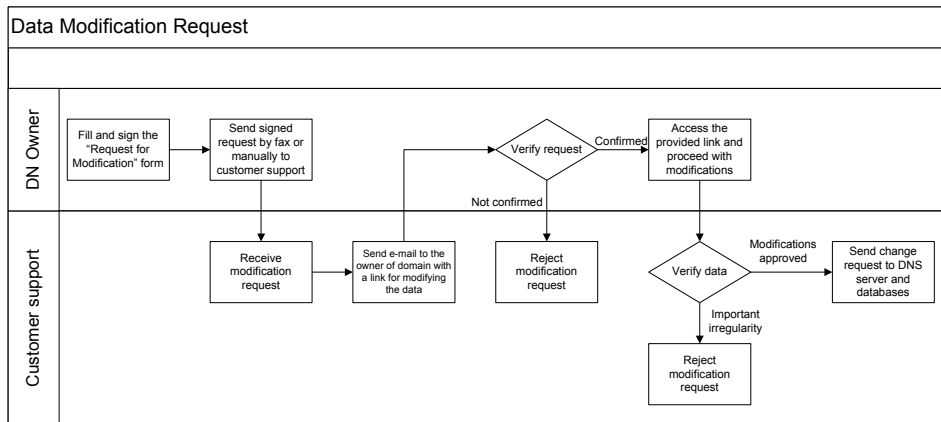 Data Modification Request
DN Owner
Fill and sign the
“Request for
Modification” form
Send signed
request by fax or
manually to
customer support
Verify request
Confirmed
Not confirmed
Access the
provided link and
proceed with
modifications
Customer support
Receive
modification
request
Send e-mail to the
owner of domain with
a link for modifying
the data
Reject
modification
request
Verify data
Modifications
approved
Important
irregularity
Send change
request to DNS
server and
databases
Reject
modification
request